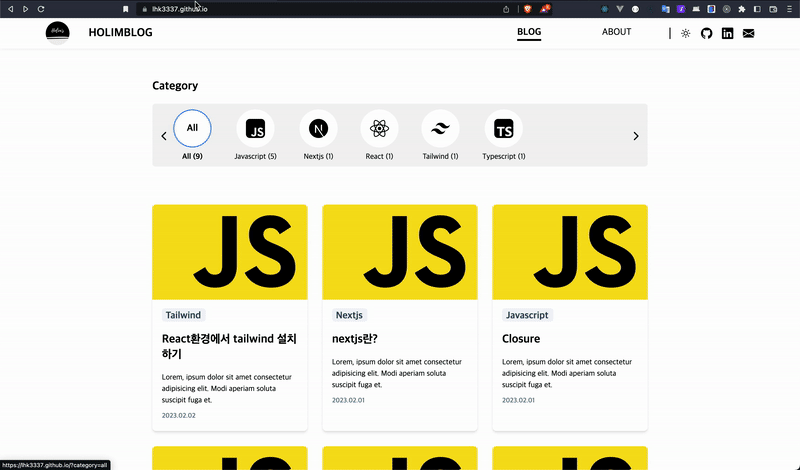 lhk3337.github.io
Holims
HOLIMBLOG
BLOG
ABOUT
Category
All
JS
N
TS
All (9)
Javascript (5)
Nextjs (1)
React (1)
Tailwind (1)
Typescript (1)
JS
JS
JS
Tailwind
React환경에서 tailwind 설치
하기
Lorem, ipsum dolor sit amet consectetur
adipisicing elit. Modi aperiam soluta
suscipit fuga et.
2023.02.02
Nextjs
nextjs란?
Lorem, ipsum dolor sit amet consectetur
adipisicing elit. Modi aperiam soluta
suscipit fuga et.
2023.02.01
Javascript
Closure
Lorem, ipsum dolor sit amet consectetur
adipisicing elit. Modi aperiam soluta
suscipit fuga et.
2023.02.01
https://lhk3337.github.io/?category=all